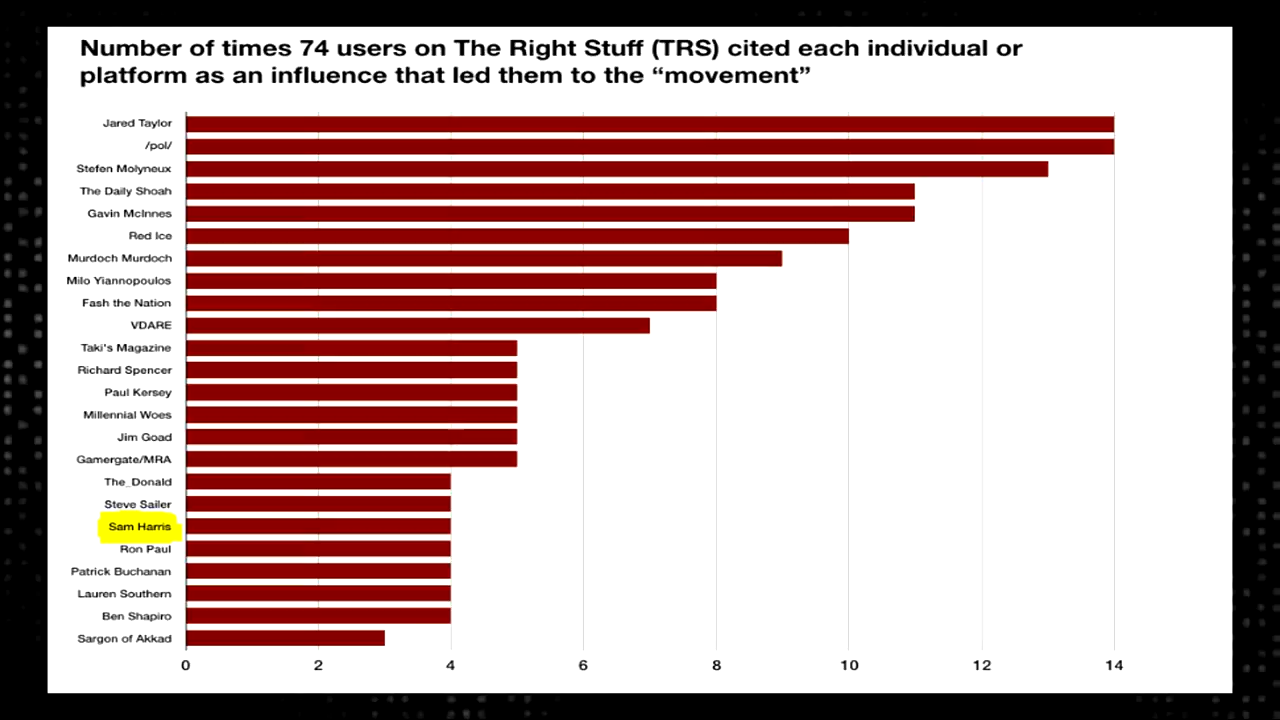 Number of times 74 users on The Right Stuff (TRS) cited each individual or
platform as an influence that led them to the “movement”
Jared Taylor
/pol/
Stefen Molyneux
The Daily Shoah
Gavin McInnes
Red Ice
Murdoch Murdoch
Milo Yiannopoulos
Fash the Nation
VDARE
Taki's Magazine
Richard Spencer
Paul Kersey
Millennial Woes
Jim Goad
Gamergate/MRA
The_Donald
Steve Sailer
Sam Harris
Ron Paul
Patrick Buchanan
Lauren Southern
Ben Shapiro
Sargon of Akkad
0 2 4 6 8 10 12 14